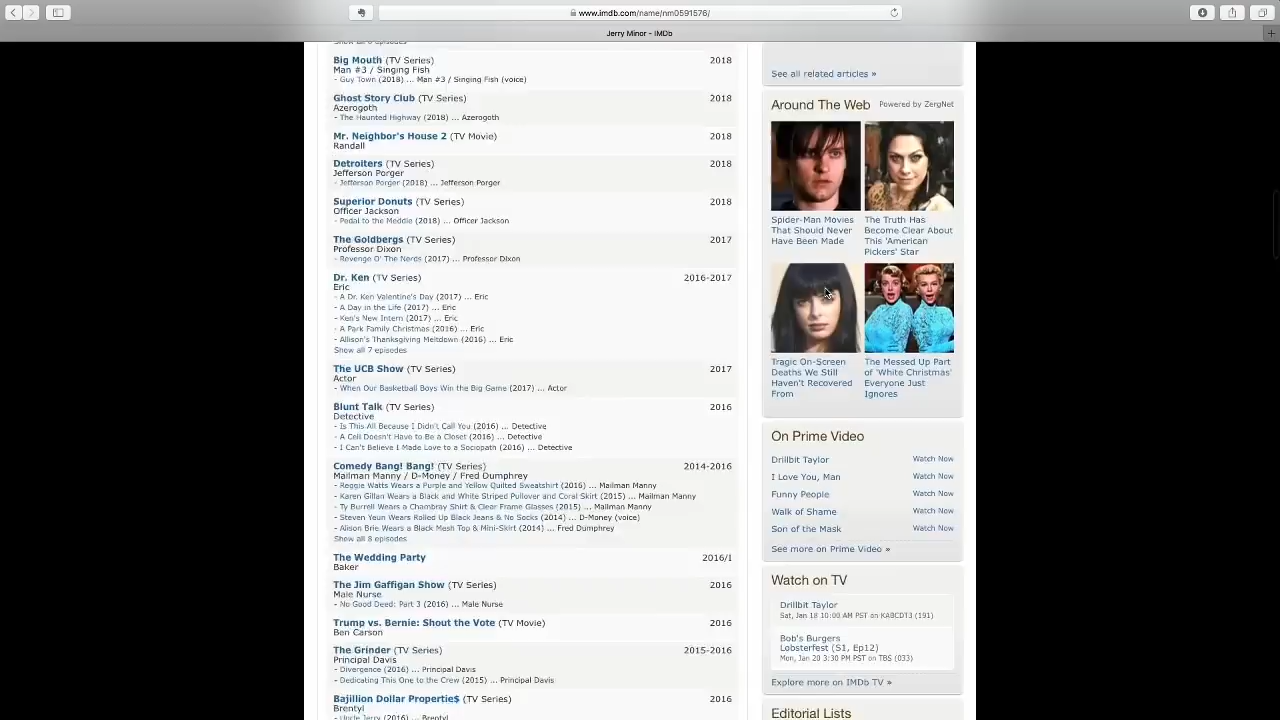 www.imdb.com/name/nm0591576/
Jerry Minor - IMDb
Big Mouth (TV Series) 2018
Man #3 / Singing Fish
- Guy Town (2018) ... Man #3 / Singing Fish (voice)
Ghost Story Club (TV Series) 2018
Azerogoth
- The Haunted Highway (2018) ... Azerogoth
Mr. Neighbor's House 2 (TV Movie) 2018
Randall
Detroiters (TV Series) 2018
Jefferson Porger
- Jefferson Porger (2018) ... Jefferson Porger
Superior Donuts (TV Series) 2018
Officer Jackson
- Pedal to the Meddle (2018) ... Officer Jackson
The Goldbergs (TV Series) 2017
Professor Dixon
- Revenge O' The Nerds (2017) ... Professor Dixon
Dr. Ken (TV Series) 2016-2017
Eric
- A Dr. Ken Valentine's Day (2017) ... Eric
- A Day in the Life (2017) ... Eric
- Ken's New Intern (2017) ... Eric
- A Park Family Christmas (2016) ... Eric
- Allison's Thanksgiving Meltdown (2016) ... Eric
Show all 7 episodes
The UCB Show (TV Series) 2017
Actor
- When Our Basketball Boys Win the Big Game (2017) ... Actor
Blunt Talk (TV Series) 2016
Detective
- Is This All Because I Didn't Call You (2016) ... Detective
- A Cell Doesn't Have to Be a Closet (2016) ... Detective
- I Can't Believe I Made Love to a Sociopath (2016) ... Detective
Comedy Bang! Bang! (TV Series) 2014-2016
Mailman Manny / D-Money / Fred Dumphrey
- Reggie Watts Wears a Purple and Yellow Quilted Sweatshirt (2016) ... Mailman Manny
- Karen Gillan Wears a Black and White Striped Pullover and Coral Skirt (2015) ... Mailman Manny
- Ty Burrell Wears a Chambray Shirt & Clear Frame Glasses (2015) ... Mailman Manny
- Steven Yeun Wears Rolled Up Black Jeans & No Socks (2014) ... D-Money (voice)
- Alison Brie Wears a Black Mesh Top & Mini-Skirt (2014) ... Fred Dumphrey
Show all 8 episodes
The Wedding Party 2016/I
Baker
The Jim Gaffigan Show (TV Series) 2016
Male Nurse
- No Good Deed: Part 3 (2016) ... Male Nurse
Trump vs. Bernie: Shout the Vote (TV Movie) 2016
Ben Carson
The Grinder (TV Series) 2015-2016
Principal Davis
- Divergence (2016) ... Principal Davis
- Dedicating This One to the Crew (2015) ... Principal Davis
Bajillion Dollar Propertie$ (TV Series) 2016
Brentyl
- Uncle Jerry (2016) ... Brentyl
See all related articles »
Around The Web Powered by ZergNet
Spider-Man Movies
That Should Never
Have Been Made
The Truth Has
Become Clear About
This 'American
Pickers' Star
Tragic On-Screen
Deaths We Still
Haven't Recovered
From
The Messed Up Part
of 'White Christmas'
Everyone Just
Ignores
On Prime Video
Drillbit Taylor Watch Now
I Love You, Man Watch Now
Funny People Watch Now
Walk of Shame Watch Now
Son of the Mask Watch Now
See more on Prime Video »
Watch on TV
Drillbit Taylor
Sat, Jan 18 10:00 AM PST on KABCDT3 (191)
Bob's Burgers
Lobsterfest (S1, Ep12)
Mon, Jan 20 3:30 PM PST on TBS (033)
Explore more on IMDb TV »
Editorial Lists